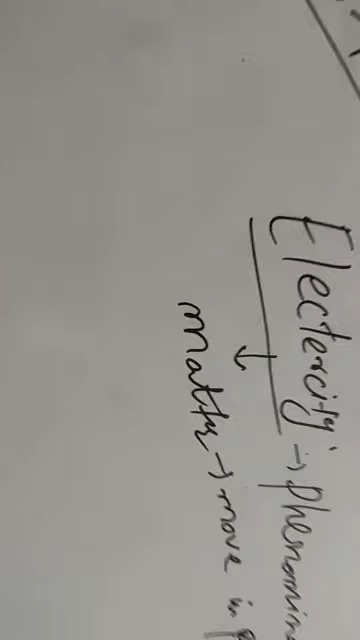 Electercity → phenomin
↓
matter → move in